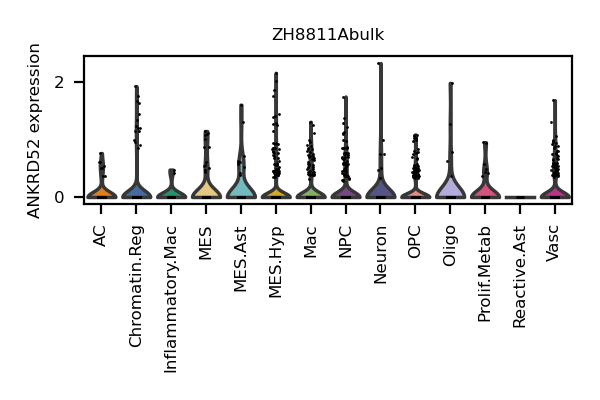 ZH8811Abulk
ANKRD52 expression
2
0
AC
Chromatin.Reg
Inflammatory.Mac
MES
MES.Ast
MES.Hyp
Mac
NPC
Neuron
OPC
Oligo
Prolif.Metab
Reactive.Ast
Vasc